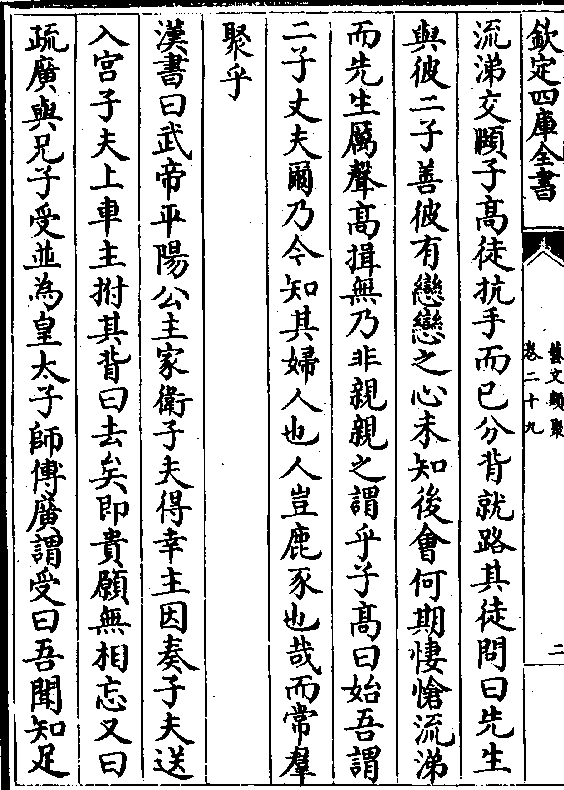 欽定四庫全書
藝文類聚
卷二十九
二
流涕交頤子髙徒抗手而已分背就路其徒問曰先生
與彼二子善彼有戀戀之心未知後會何期悽愴流涕
而先生厲聲髙揖無乃非親親之謂乎子髙曰始吾謂
二子丈夫爾乃今知其婦人也人豈鹿豕也哉而常羣
聚乎
漢書曰武帝平陽公主家衛子夫得幸主因奏子夫送
入宫子夫上車主拊其背曰去矣即貴願無相忘又曰
疏廣與兄子受並為皇太子師傅廣謂受曰吾聞知足